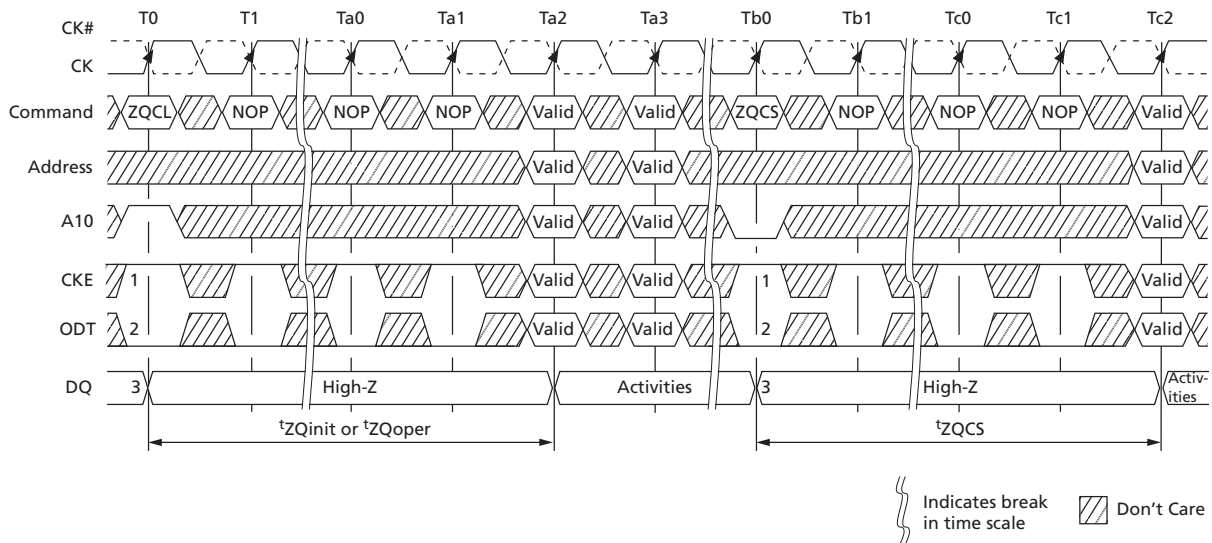 T0 T1 Ta0 Ta1 Ta2 Ta3 Tb0 Tb1 Tc0 Tc1 Tc2
CK#
CK
Command ZQCL NOP NOP NOP Valid Valid ZQCS NOP NOP NOP Valid
Address Valid Valid Valid
A10 Valid Valid Valid
CKE 1 Valid Valid 1 Valid
ODT 2 Valid Valid 2 Valid
DQ 3 High-Z Activities 3 High-Z Activ-
ities
tZQinit or tZQoper tZQCS
Indicates break
in time scale
Don't Care